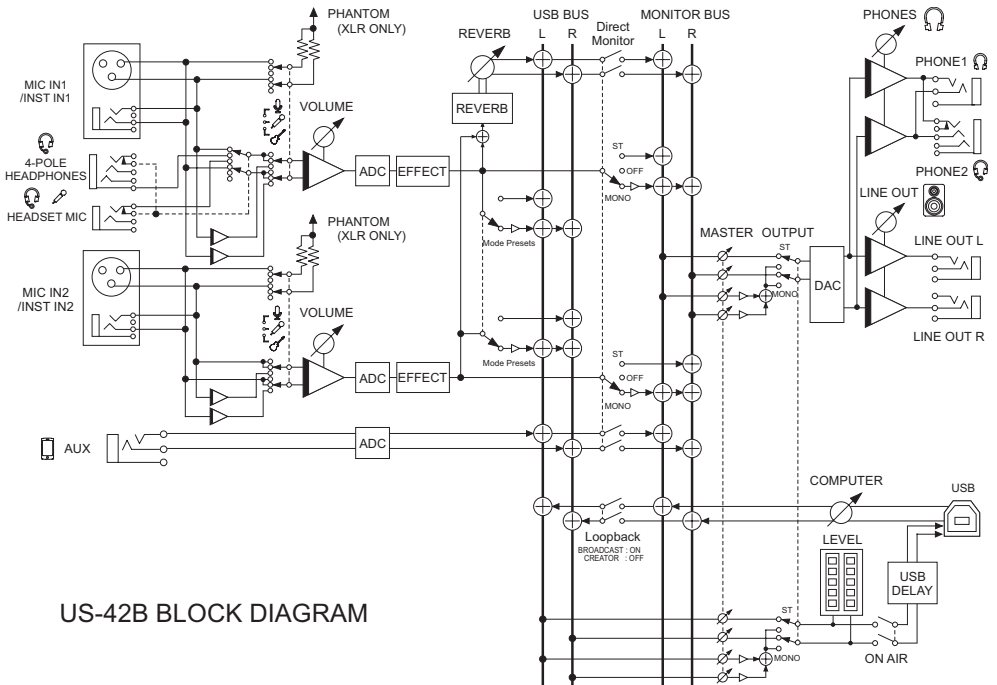 PHANTOM
(XLR ONLY)
REVERB
USB BUS
L R
Direct
Monitor
MONITOR BUS
L R
PHONES
PHONE1
MIC IN1
/INST IN1
VOLUME
REVERB
4-POLE
HEADPHONES
HEADSET MIC
ADC
EFFECT
ST
OFF
MONO
PHONE2
LINE OUT
PHANTOM
(XLR ONLY)
Mode Presets
MASTER OUTPUT
ST
MONO
DAC
LINE OUT L
LINE OUT R
MIC IN2
/INST IN2
VOLUME
Mode Presets
ADC
EFFECT
ST
OFF
MONO
AUX
ADC
COMPUTER
USB
Loopback
BROADCAST : ON
CREATOR : OFF
LEVEL
USB
DELAY
US-42B BLOCK DIAGRAM
ST
MONO
ON AIR